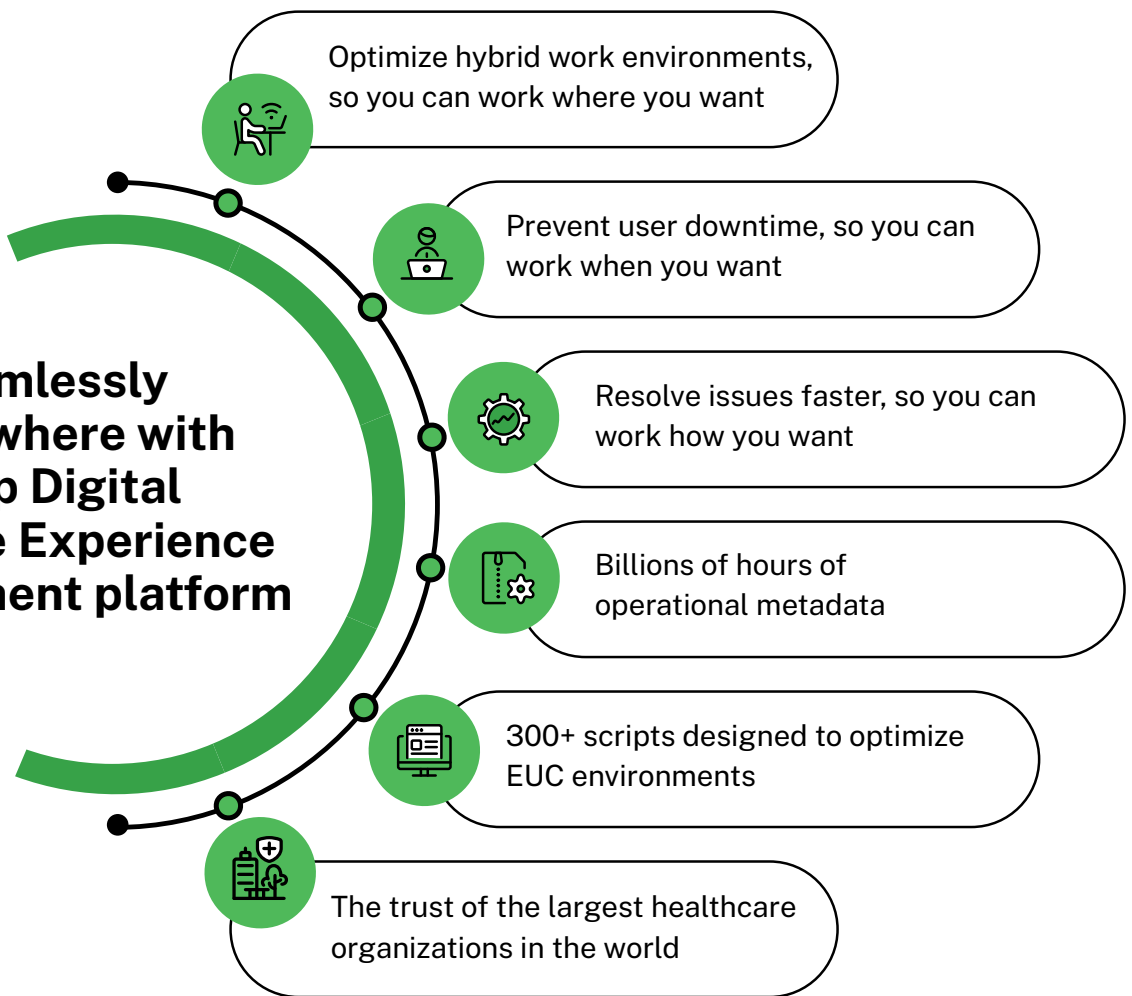 Optimize hybrid work environments,
so you can work where you want
Prevent user downtime, so you can
work when you want
mlessly
where with
Digital
Experience
ment platform
Resolve issues faster, so you can
work how you want
Billions of hours of
operational metadata
300+ scripts designed to optimize
EUC environments
The trust of the largest healthcare
organizations in the world